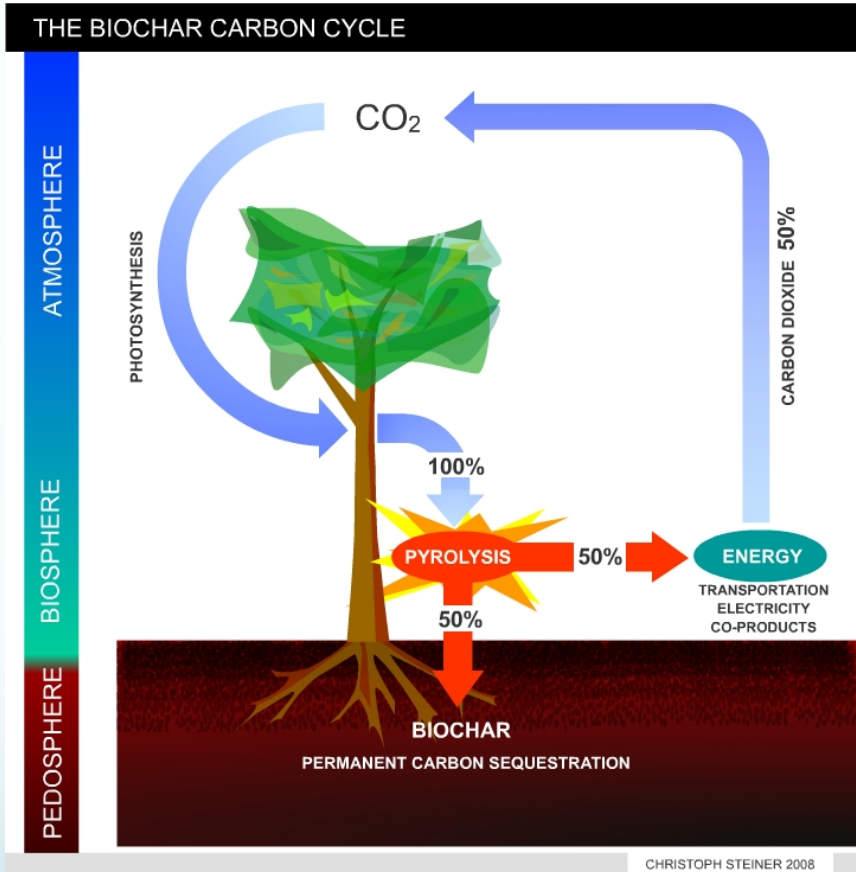 THE BIOCHAR CARBON CYCLE
ATMOSPHERE
BIOSPHERE
PEDOSPHERE
CO₂
PHOTOSYNTHESIS
CARBON DIOXIDE 50%
100%
PYROLYSIS
50%
ENERGY
TRANSPORTATION
ELECTRICITY
CO-PRODUCTS
50%
BIOCHAR
PERMANENT CARBON SEQUESTRATION
CHRISTOPH STEINER 2008